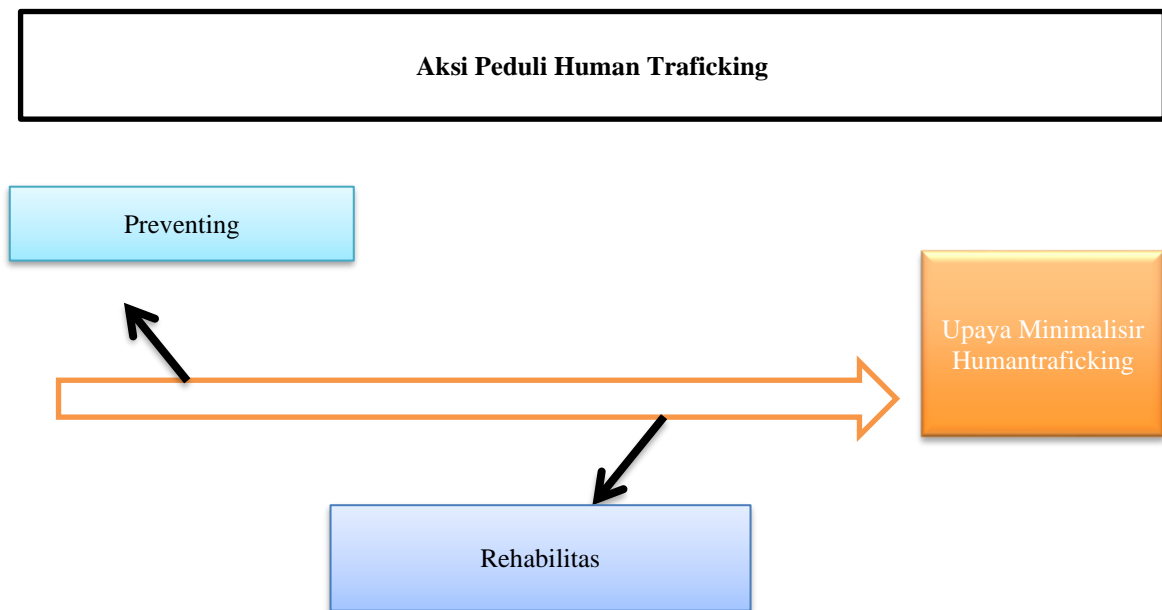 Aksi Peduli Human Traficking
Preventing
Upaya Minimalisir
Humantraficking
Rehabilitas